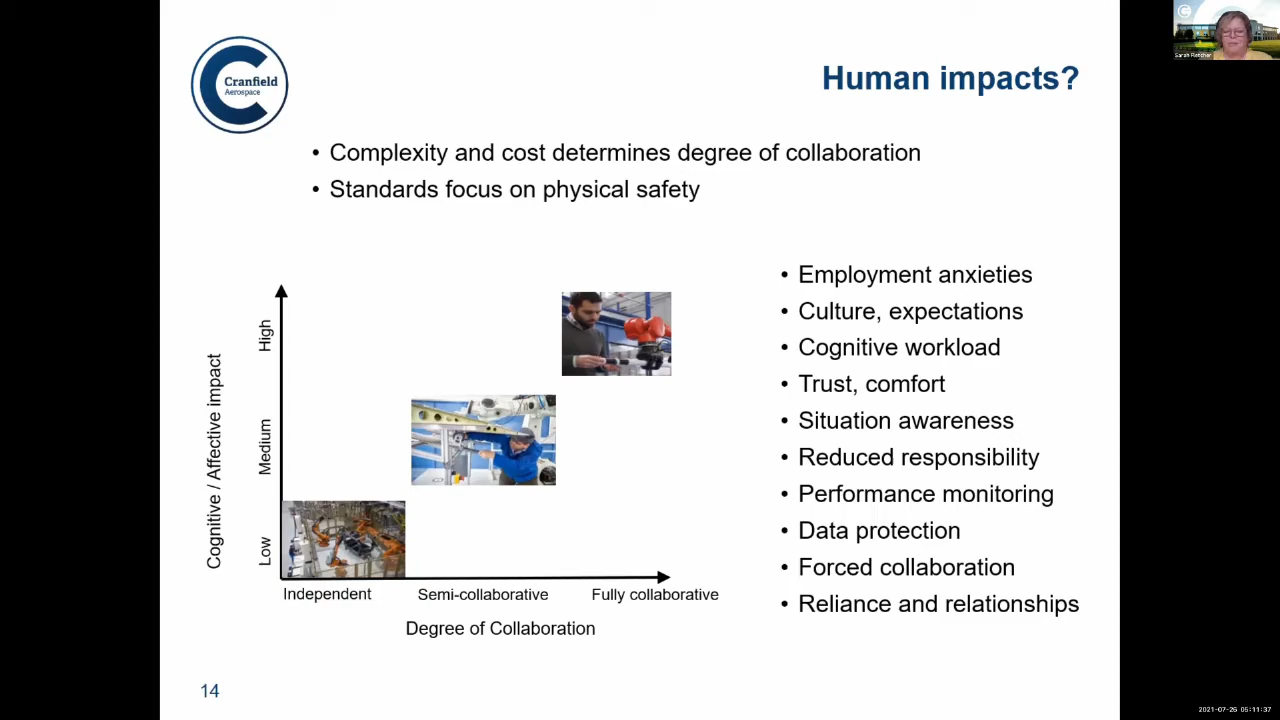 Cranfield
Aerospace
Human impacts?
Sarah Fletcher
• Complexity and cost determines degree of collaboration
• Standards focus on physical safety
Cognitive / Affective impact
High
Medium
Low
Independent
Semi-collaborative
Fully collaborative
Degree of Collaboration
• Employment anxieties
• Culture, expectations
• Cognitive workload
• Trust, comfort
• Situation awareness
• Reduced responsibility
• Performance monitoring
• Data protection
• Forced collaboration
• Reliance and relationships
14
2021-07-26 05:11:37